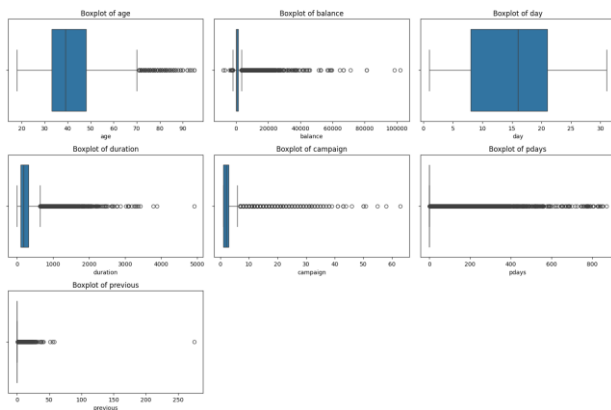 Boxplot of age
20 30 40 50 60 70 80 90
age
Boxplot of balance
0 20000 40000 60000 80000 100000
balance
Boxplot of day
0 5 10 15 20 25 30
day
Boxplot of duration
0 1000 2000 3000 4000 5000
duration
Boxplot of campaign
0 10 20 30 40 50 60
campaign
Boxplot of pdays
0 200 400 600 800
pdays
Boxplot of previous
0 50 100 150 200 250
previous